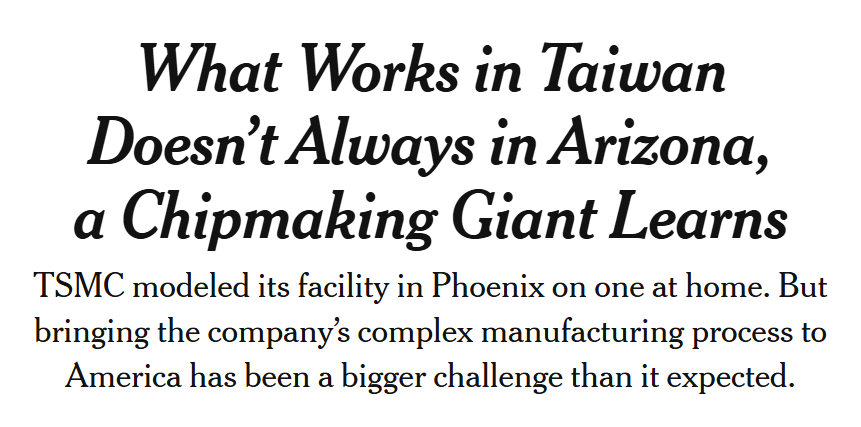 What Works in Taiwan
Doesn’t Always in Arizona,
a Chipmaking Giant Learns
TSMC modeled its facility in Phoenix on one at home. But
bringing the company’s complex manufacturing process to
America has been a bigger challenge than it expected.